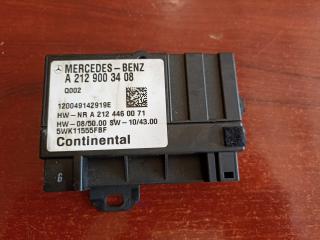 MERCEDES-BENZ
A 212 900 34 08
Q002
120049142919E
HW-NR A 212 446 00 71
HW-08/50.00 SW-10/43.00
5WK11555FBF
Continental
6